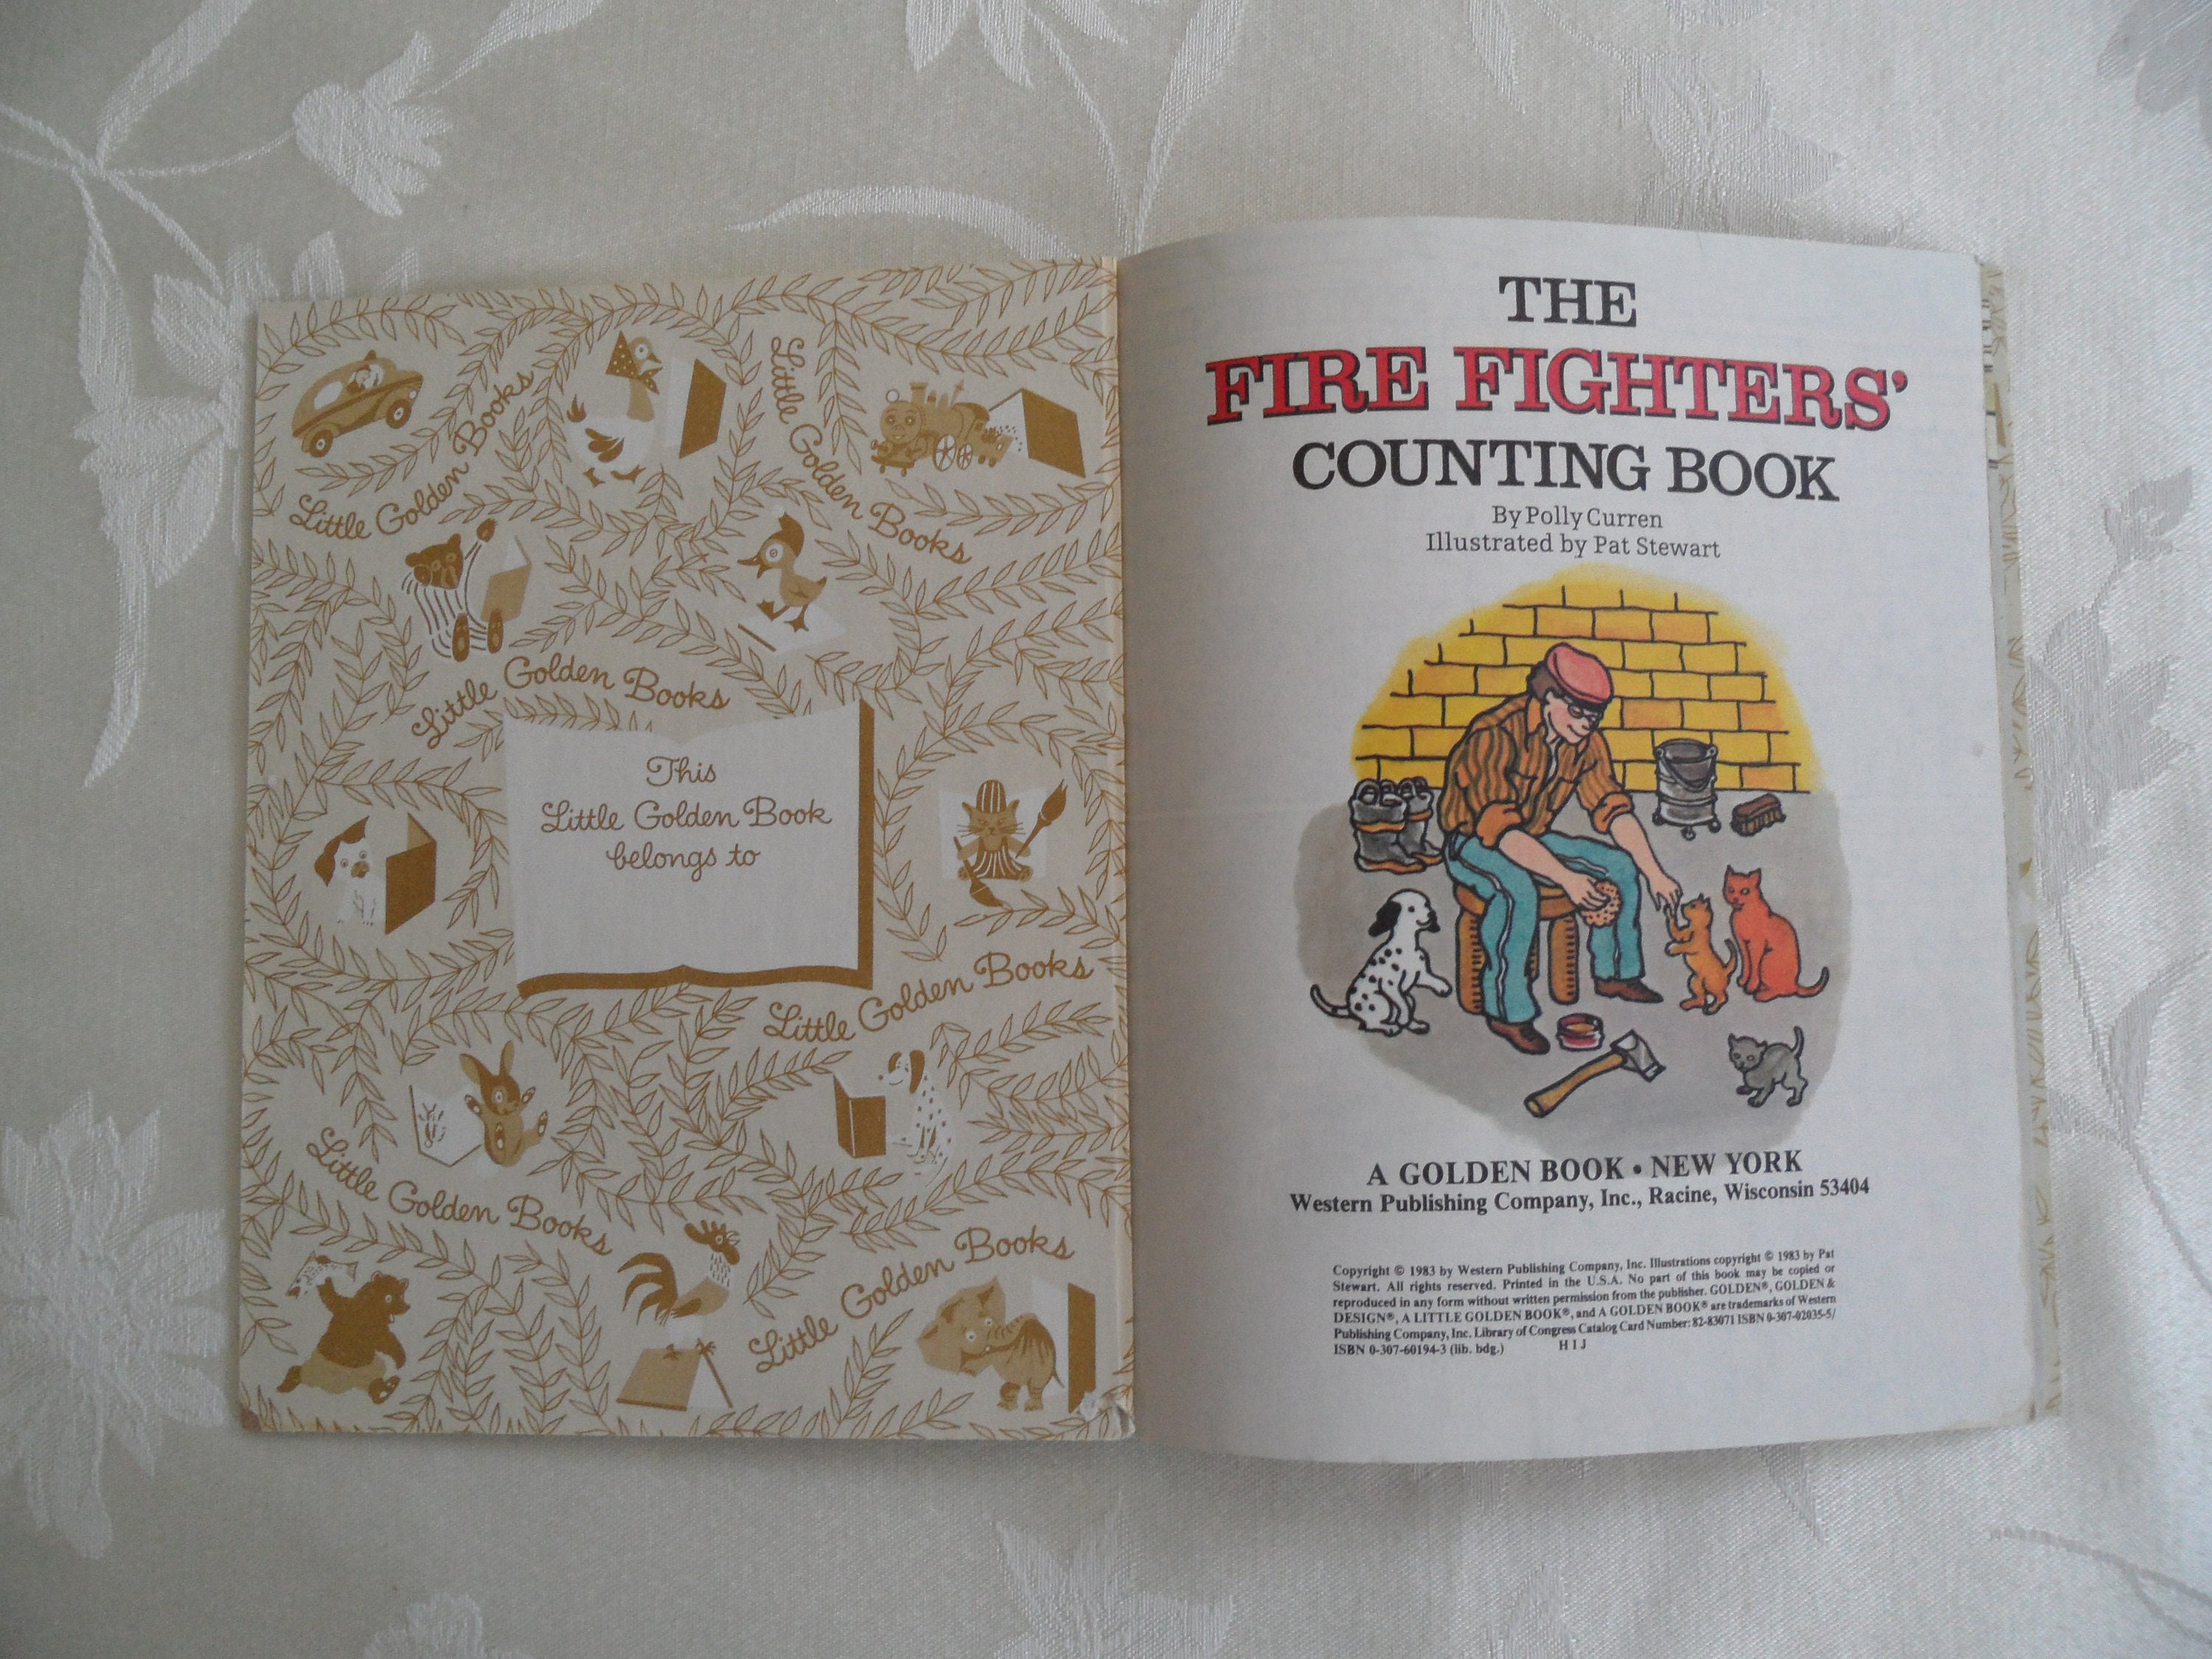 Little Golden Books
Little Golden Books
Little Golden Books
This
Little Golden Book
belongs to
Little Golden Books
Little Golden Books
Little Golden Books
THE
FIRE FIGHTERS'
COUNTING BOOK
By Polly Curren
Illustrated by Pat Stewart
A GOLDEN BOOK • NEW YORK
Western Publishing Company, Inc., Racine, Wisconsin 53404
Copyright © 1983 by Western Publishing Company, Inc. Illustrations copyright © 1983 by Pat
Stewart. All rights reserved. Printed in the U.S.A. No part of this book may be copied or
reproduced in any form without written permission from the publisher. GOLDEN®, GOLDEN &
DESIGN®, A LITTLE GOLDEN BOOK®, and A GOLDEN BOOK® are trademarks of Western
Publishing Company, Inc. Library of Congress Catalog Card Number: 82-83071 ISBN 0-307-02035-5/
ISBN 0-307-60194-3 (lib. bdg.) H I J